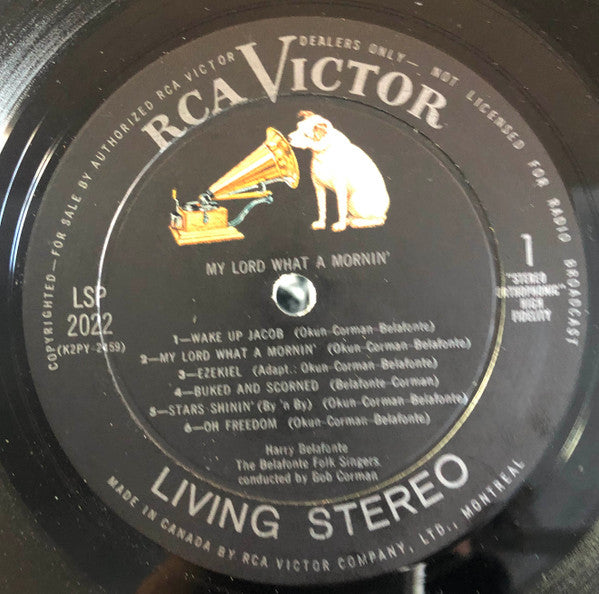 COPYRIGHTED—FOR SALE BY AUTHORIZED RCA VICTOR DEALERS ONLY—NOT LICENSED FOR RADIO BROADCAST
RCA VICTOR
MY LORD WHAT A MORNIN'
LSP
2022
(K2PY-2459)
1
"STEREO
ORTHOPHONIC"
HIGH
FIDELITY
1—WAKE UP JACOB (Okun-Corman-Belafonte)
2—MY LORD WHAT A MORNIN' (Okun-Corman-Belafonte)
3—EZEKIEL (Adapt.: Okun-Corman-Belafonte)
4—BUKED AND SCORNED (Belafonte-Corman)
5—STARS SHININ' (By 'n By) (Okun-Corman-Belafonte)
6—OH FREEDOM (Okun-Corman-Belafonte)
Harry Belafonte
The Belafonte Folk Singers
conducted by Bob Corman
LIVING STEREO
MADE IN CANADA BY RCA VICTOR COMPANY, LTD., MONTREAL